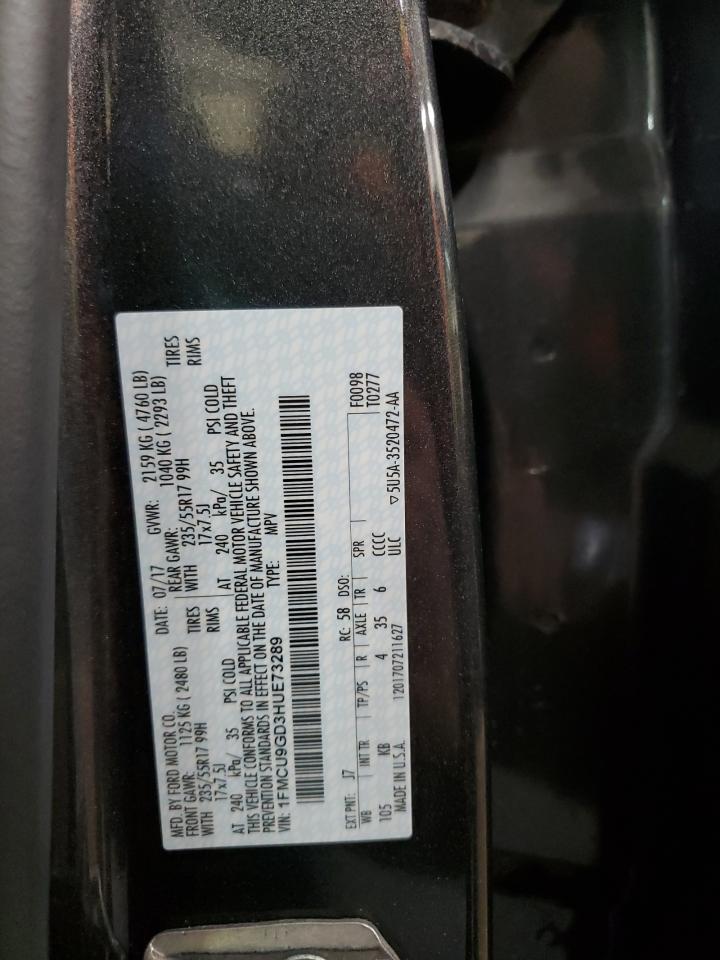 MFD. BY FORD MOTOR CO. DATE: 07/17 GVWR: 2159 KG ( 4760 LB)
FRONT GAWR: 1125 KG ( 2480 LB) REAR GAWR: 1040 KG ( 2293 LB)
WITH 235/55R17 99H TIRES WITH 235/55R17 99H TIRES
17x7.5J RIMS 17x7.5J RIMS
AT 240 kPa/ 35 PSI COLD AT 240 kPa/ 35 PSI COLD
THIS VEHICLE CONFORMS TO ALL APPLICABLE FEDERAL MOTOR VEHICLE SAFETY AND THEFT
PREVENTION STANDARDS IN EFFECT ON THE DATE OF MANUFACTURE SHOWN ABOVE.
VIN: 1FMCU9GD3HUE73289 TYPE: MPV
EXT PNT: J7 RC: 58 DSO: F0098
WB INT TR TP/PS R AXLE TR SPR T0277
105 KB 4 35 6 CCCC
MADE IN U.S.A. 1201707211627 ULC ▽5U5A-3520472-AA